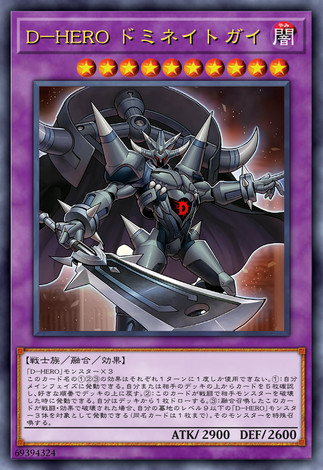 D-HERO ドミネイトガイ
闇
やみ
【戦士族/融合/効果】
「D-HERO」モンスター×3
このカード名の①②③の効果はそれぞれ1ターンに1度しか使用できない。①:自分
メインフェイズに発動できる。自分または相手のデッキの上からカードを5枚確認
し、好きな順番でデッキの上に戻す。②:このカードが戦闘で相手モンスターを破壊
した時に発動できる。自分はデッキから1枚ドローする。③:融合召喚したこのカー
ドが戦闘・効果で破壊された場合、自分の墓地のレベル9以下の「D-HERO」モンスタ
ー3体を対象として発動できる(同名カードは1枚まで)。そのモンスターを特殊召
喚する。
ATK/ 2900 DEF/2600
69394324
D